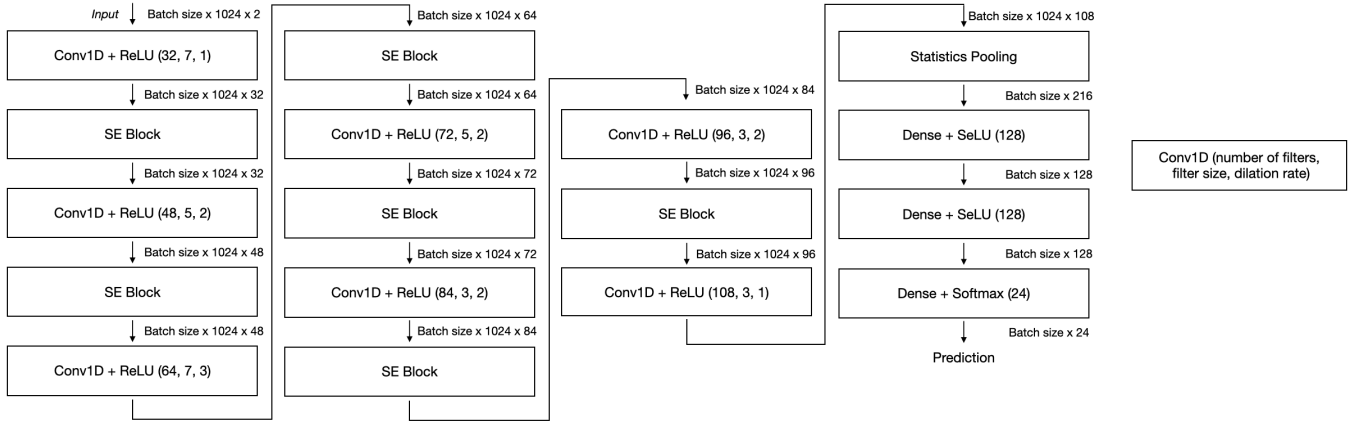 Input
Batch size x 1024 x 2
Conv1D + ReLU (32, 7, 1)
Batch size x 1024 x 32
SE Block
Batch size x 1024 x 32
Conv1D + ReLU (48, 5, 2)
Batch size x 1024 x 48
SE Block
Batch size x 1024 x 48
Conv1D + ReLU (64, 7, 3)
Batch size x 1024 x 64
SE Block
Batch size x 1024 x 64
Conv1D + ReLU (72, 5, 2)
Batch size x 1024 x 72
SE Block
Batch size x 1024 x 72
Conv1D + ReLU (84, 3, 2)
Batch size x 1024 x 84
SE Block
Batch size x 1024 x 84
Conv1D + ReLU (96, 3, 2)
Batch size x 1024 x 96
SE Block
Batch size x 1024 x 96
Conv1D + ReLU (108, 3, 1)
Batch size x 1024 x 108
Statistics Pooling
Batch size x 216
Dense + SeLU (128)
Batch size x 128
Dense + SeLU (128)
Batch size x 128
Dense + Softmax (24)
Batch size x 24
Prediction
Conv1D (number of filters,
filter size, dilation rate)